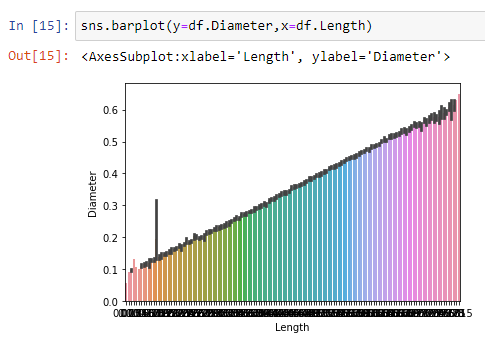 In [15]: sns.barplot(y=df.Diameter,x=df.Length)
Out[15]: <AxesSubplot:xlabel='Length', ylabel='Diameter'>
0.6
0.5
0.4
0.3
0.2
0.1
0.0
Diameter
Length